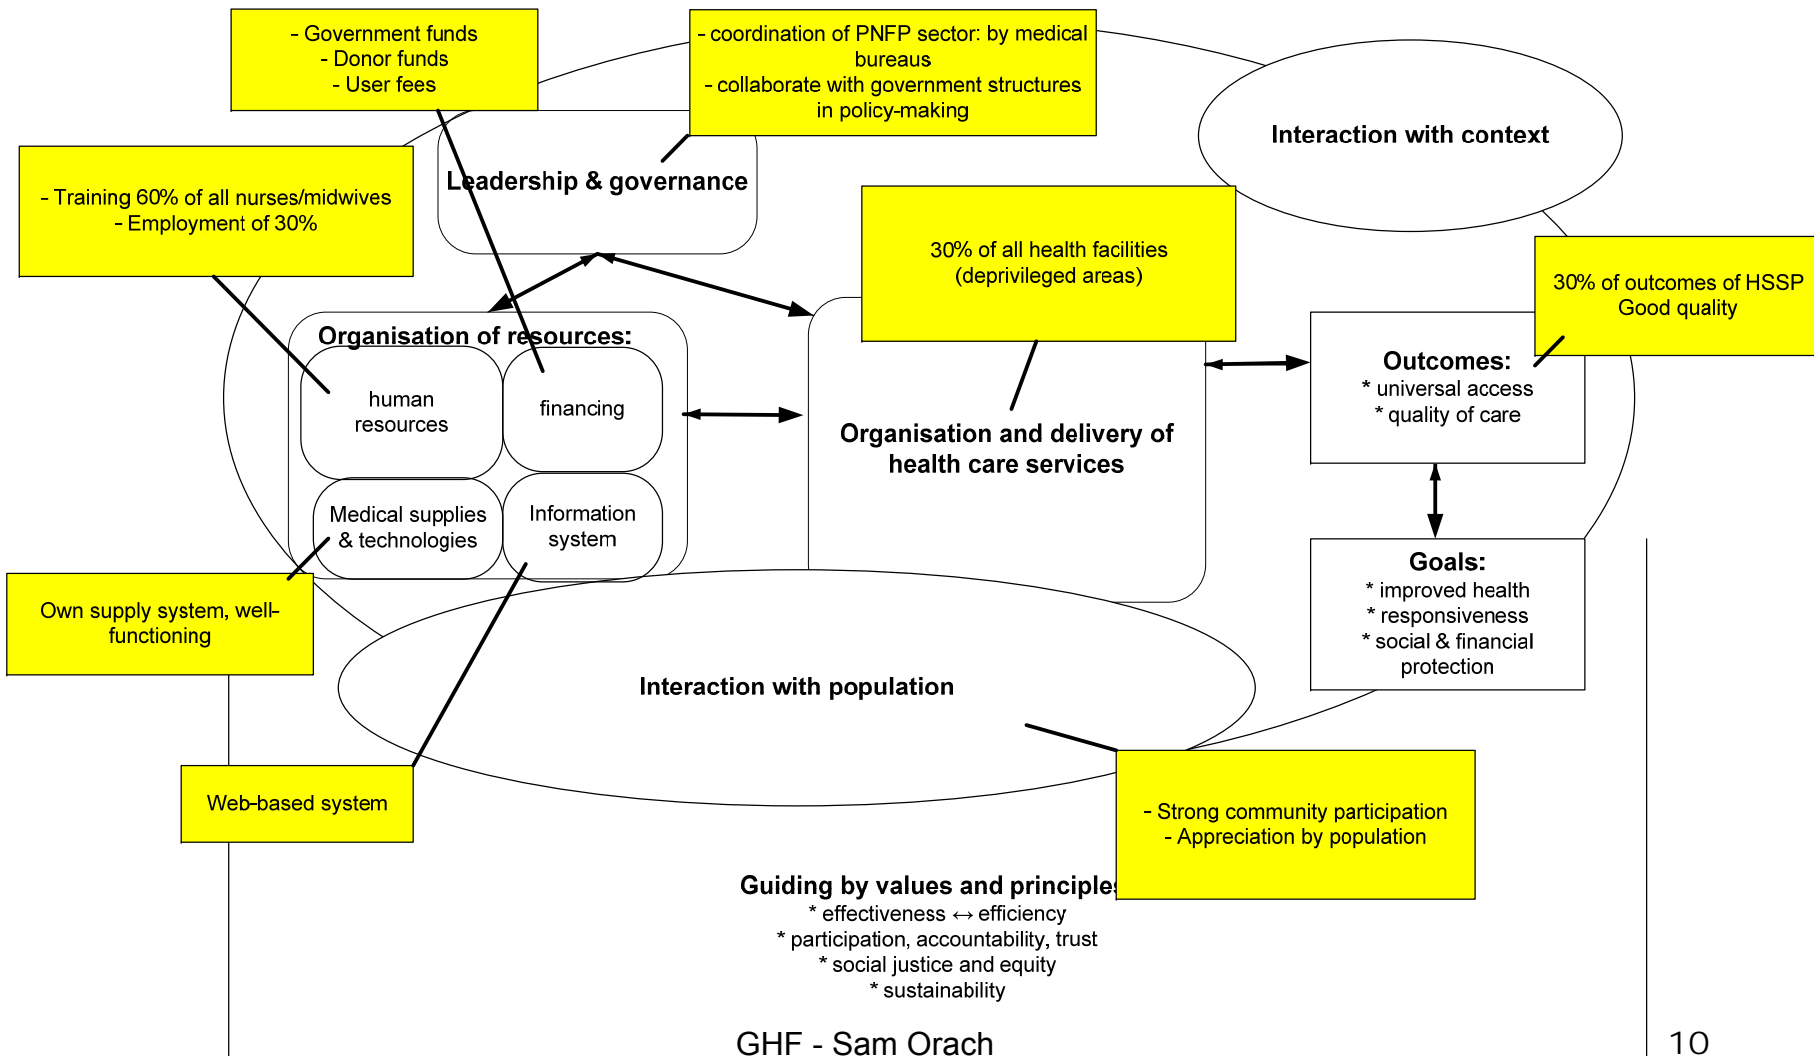 - Government funds
- Donor funds
- User fees
- coordination of PNFP sector: by medical
bureaus
- collaborate with government structures
in policy-making
Interaction with context
- Training 60% of all nurses/midwives
- Employment of 30%
Leadership & governance
30% of all health facilities
(deprivileged areas)
30% of outcomes of HSSP
Good quality
Organisation of resources:
human
resources
financing
Medical supplies
& technologies
Information
system
Organisation and delivery of
health care services
Outcomes:
* universal access
* quality of care
Goals:
* improved health
* responsiveness
* social & financial
protection
Own supply system, well-
functioning
Interaction with population
Web-based system
- Strong community participation
- Appreciation by population
Guiding by values and principles
* effectiveness ↔ efficiency
* participation, accountability, trust
* social justice and equity
* sustainability
GHF - Sam Orach
10